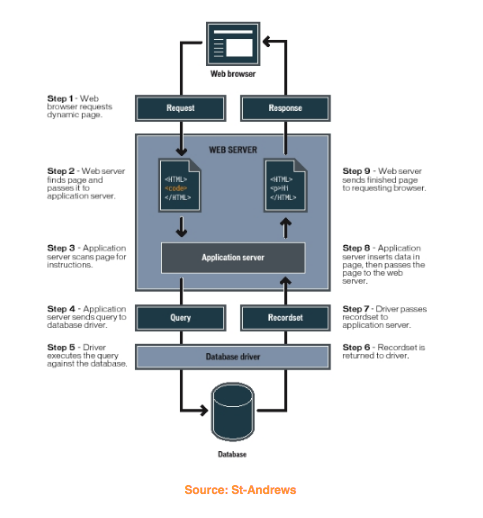 Web browser
Step 1 - Web
browser requests
dynamic page.
Request
Response
WEB SERVER
Step 2 - Web server
finds page and
passes it to
application server.
<HTML>
<code>
</HTML>
<HTML>
<p>Hi
</HTML>
Step 9 - Web server
sends finished page
to requesting browser.
Step 3 - Application
server scans page for
instructions.
Application server
Step 8 - Application
server inserts data in
page, then passes the
page to the web
server.
Step 4 - Application
server sends query to
database driver.
Query
Recordset
Step 7 - Driver passes
recordset to
application server.
Step 5 - Driver
executes the query
against the database.
Database driver
Step 6 - Recordset is
returned to driver.
Database
Source: St-Andrews